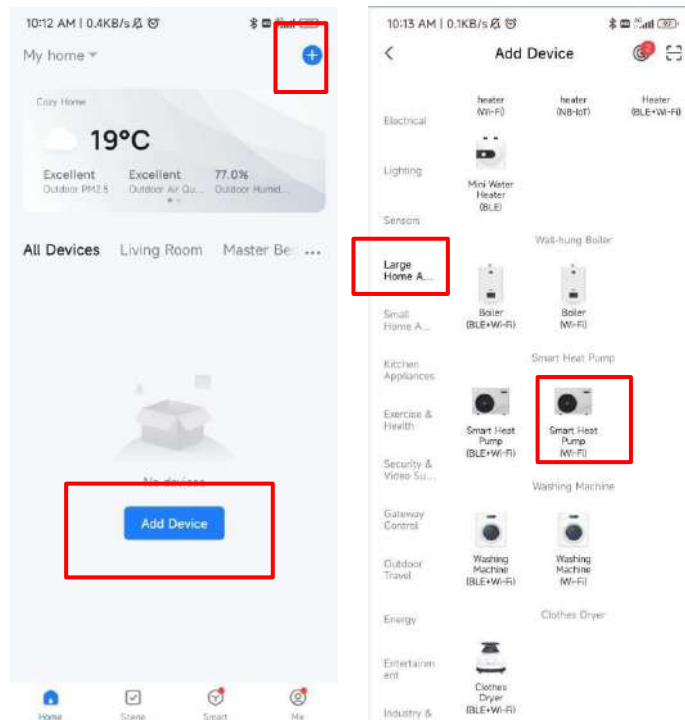 10:12 AM | 0.4KB/s
My home
Cozy Home
19°C
Excellent Excellent 77.0%
Outdoor PM2.5 Outdoor Air Qu... Outdoor Humid...
All Devices Living Room Master Be ...
No devices
Add Device
Home Scene Smart Me
10:13 AM | 0.1KB/s
Add Device
2
Electrical
Lighting
Sensors
Large
Home A...
Small
Home A...
Kitchen
Appliances
Exercise &
Health
Security &
Video Su...
Gateway
Control
Outdoor
Travel
Energy
Entertainm
ent
Industry &
heater
(Wi-Fi)
heater
(NB-IoT)
Heater
(BLE+Wi-Fi)
Mini Water
Heater
(BLE)
Wall-hung Boiler
Boiler
(BLE+Wi-Fi)
Boiler
(Wi-Fi)
Smart Heat Pump
Smart Heat
Pump
(BLE+Wi-Fi)
Smart Heat
Pump
(Wi-Fi)
Washing Machine
Washing
Machine
(BLE+Wi-Fi)
Washing
Machine
(Wi-Fi)
Clothes Dryer
Clothes
Dryer
(BLE+Wi-Fi)